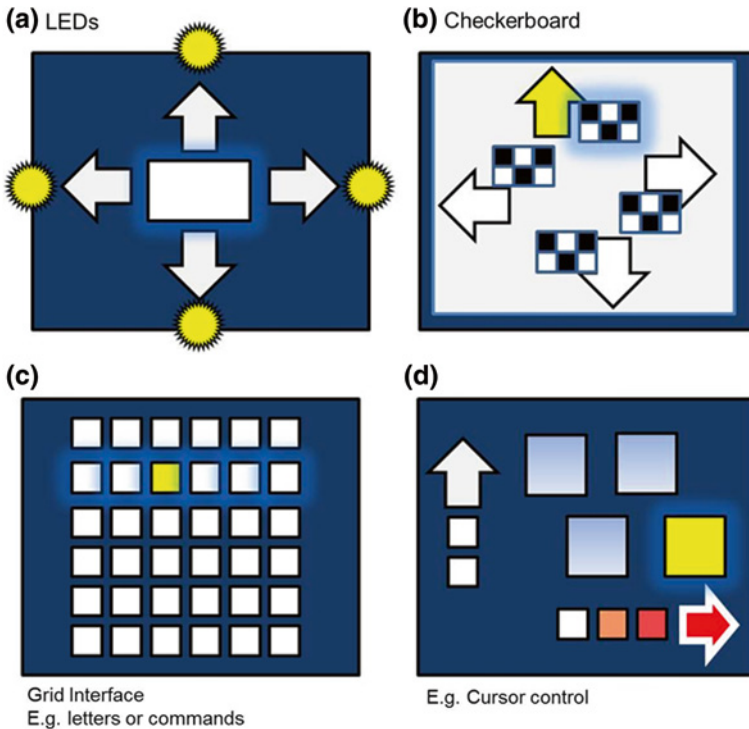 (a) LEDs
(b) Checkerboard
(c)
(d)
Grid Interface
E.g. letters or commands
E.g. Cursor control